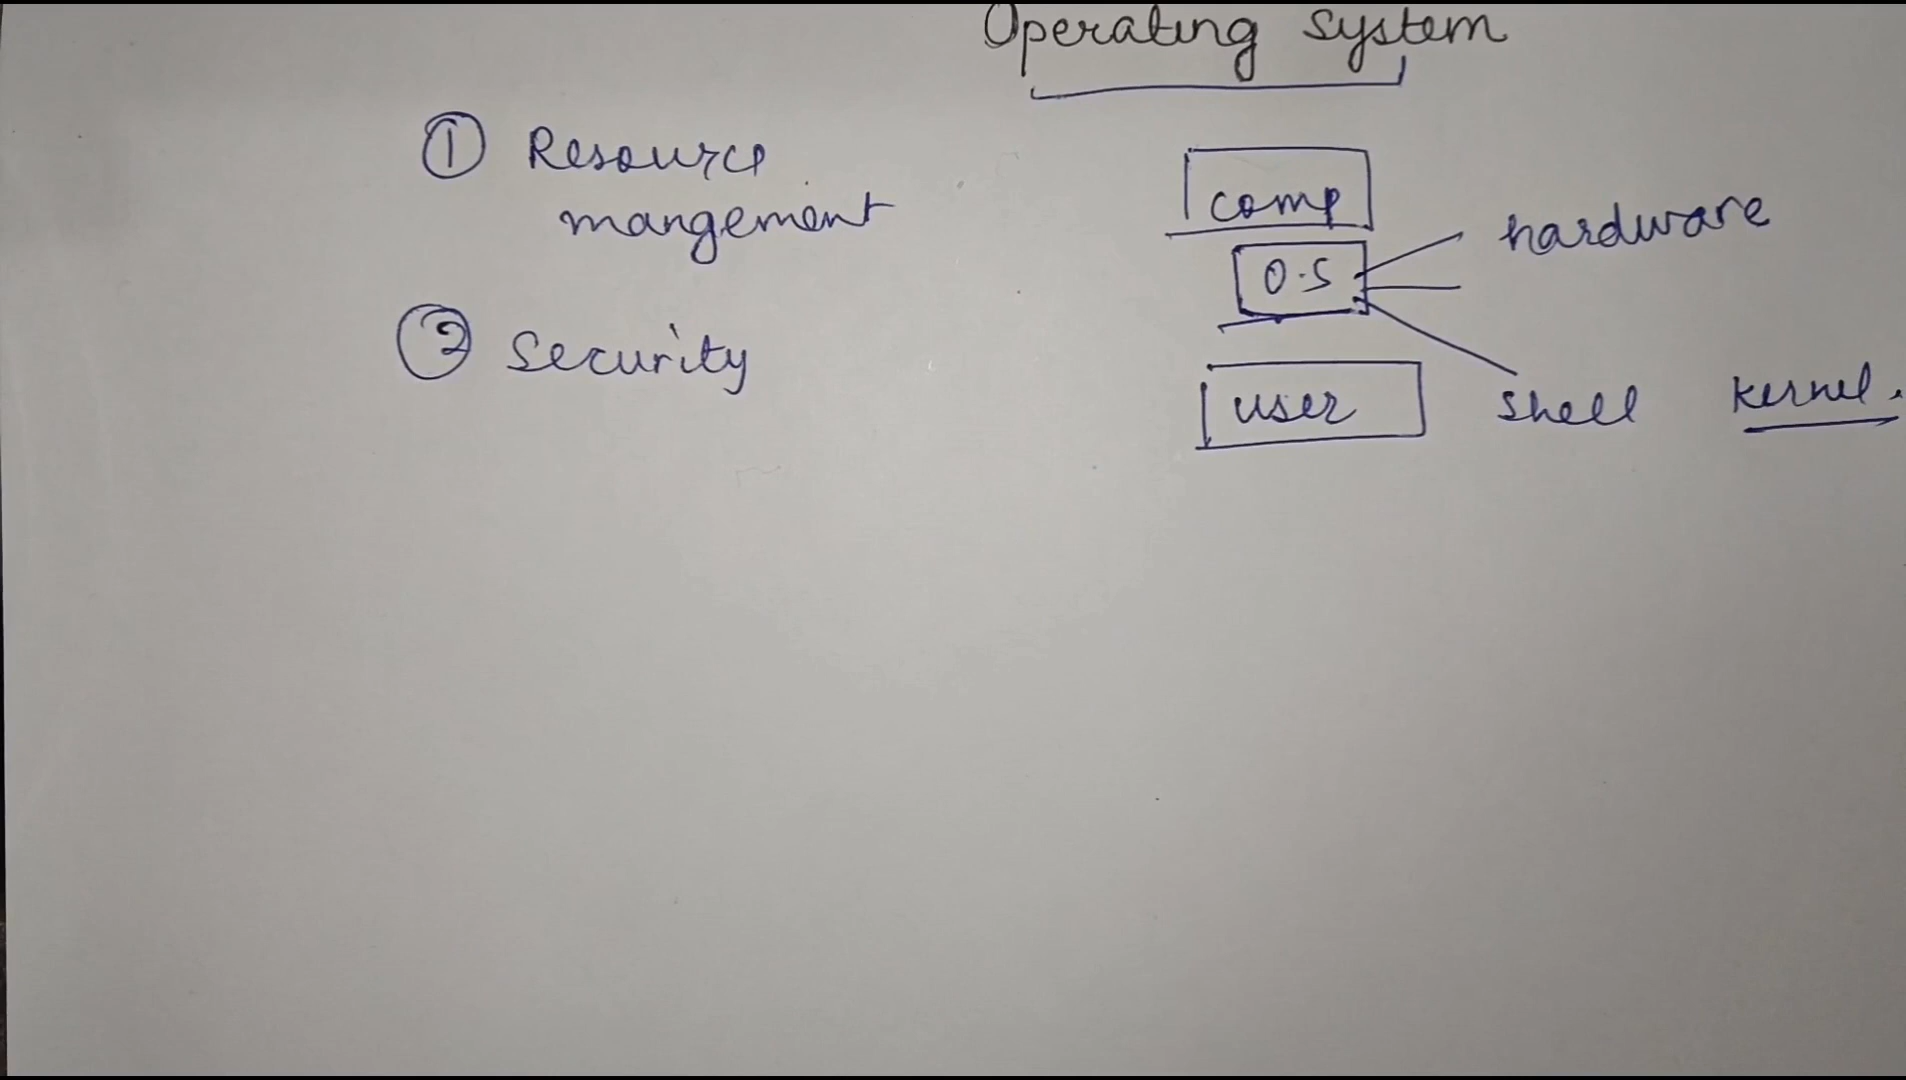 Operating system
① Resource
mangement
② Security
comp
O.S
user
hardware
shell kernel.